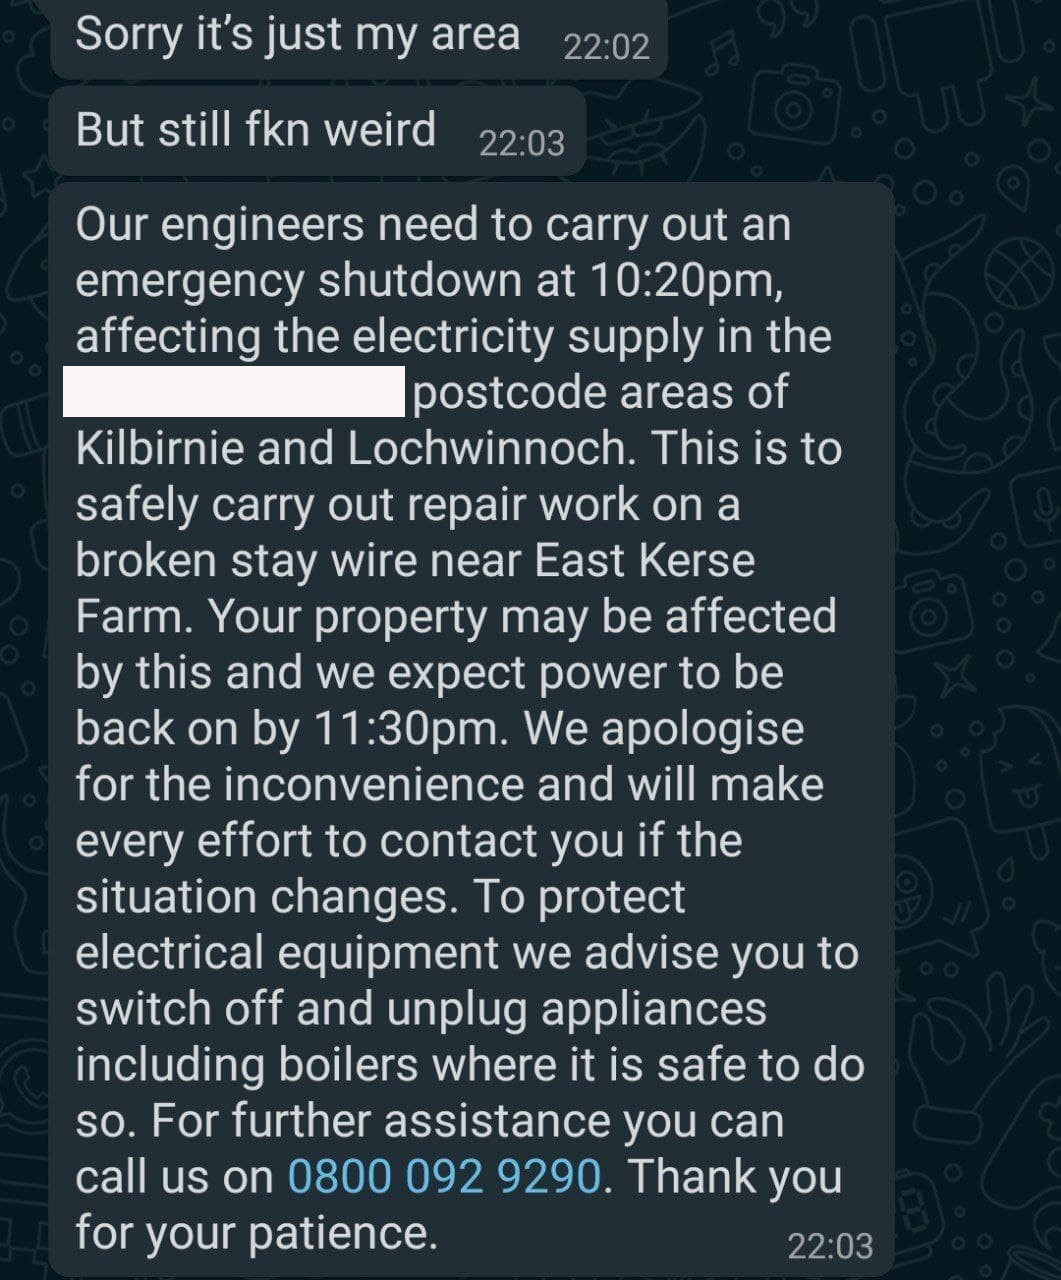 Sorry it's just my area 22:02
But still fkn weird 22:03
Our engineers need to carry out an
emergency shutdown at 10:20pm,
affecting the electricity supply in the
postcode areas of
Kilbirnie and Lochwinnoch. This is to
safely carry out repair work on a
broken stay wire near East Kerse
Farm. Your property may be affected
by this and we expect power to be
back on by 11:30pm. We apologise
for the inconvenience and will make
every effort to contact you if the
situation changes. To protect
electrical equipment we advise you to
switch off and unplug appliances
including boilers where it is safe to do
so. For further assistance you can
call us on 0800 092 9290. Thank you
for your patience. 22:03